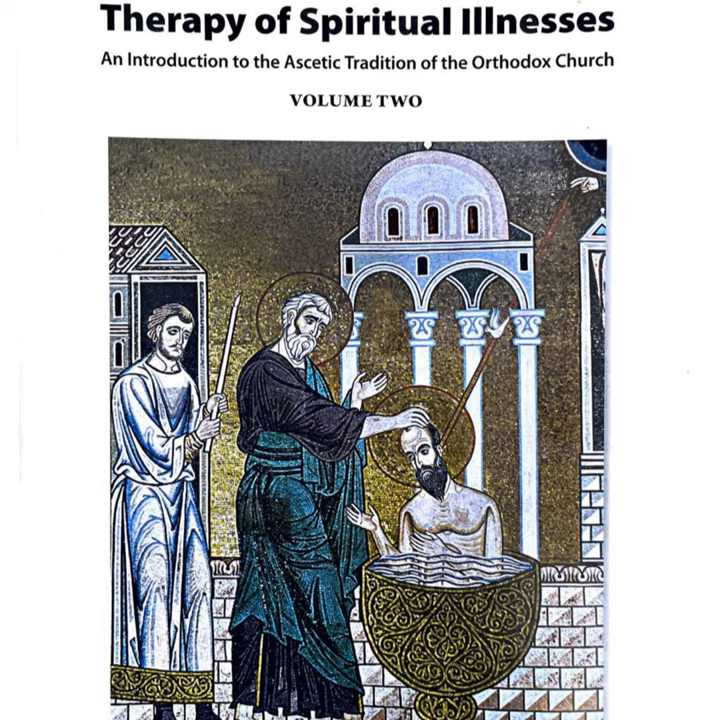 Therapy of Spiritual Illnesses
An Introduction to the Ascetic Tradition of the Orthodox Church
VOLUME TWO